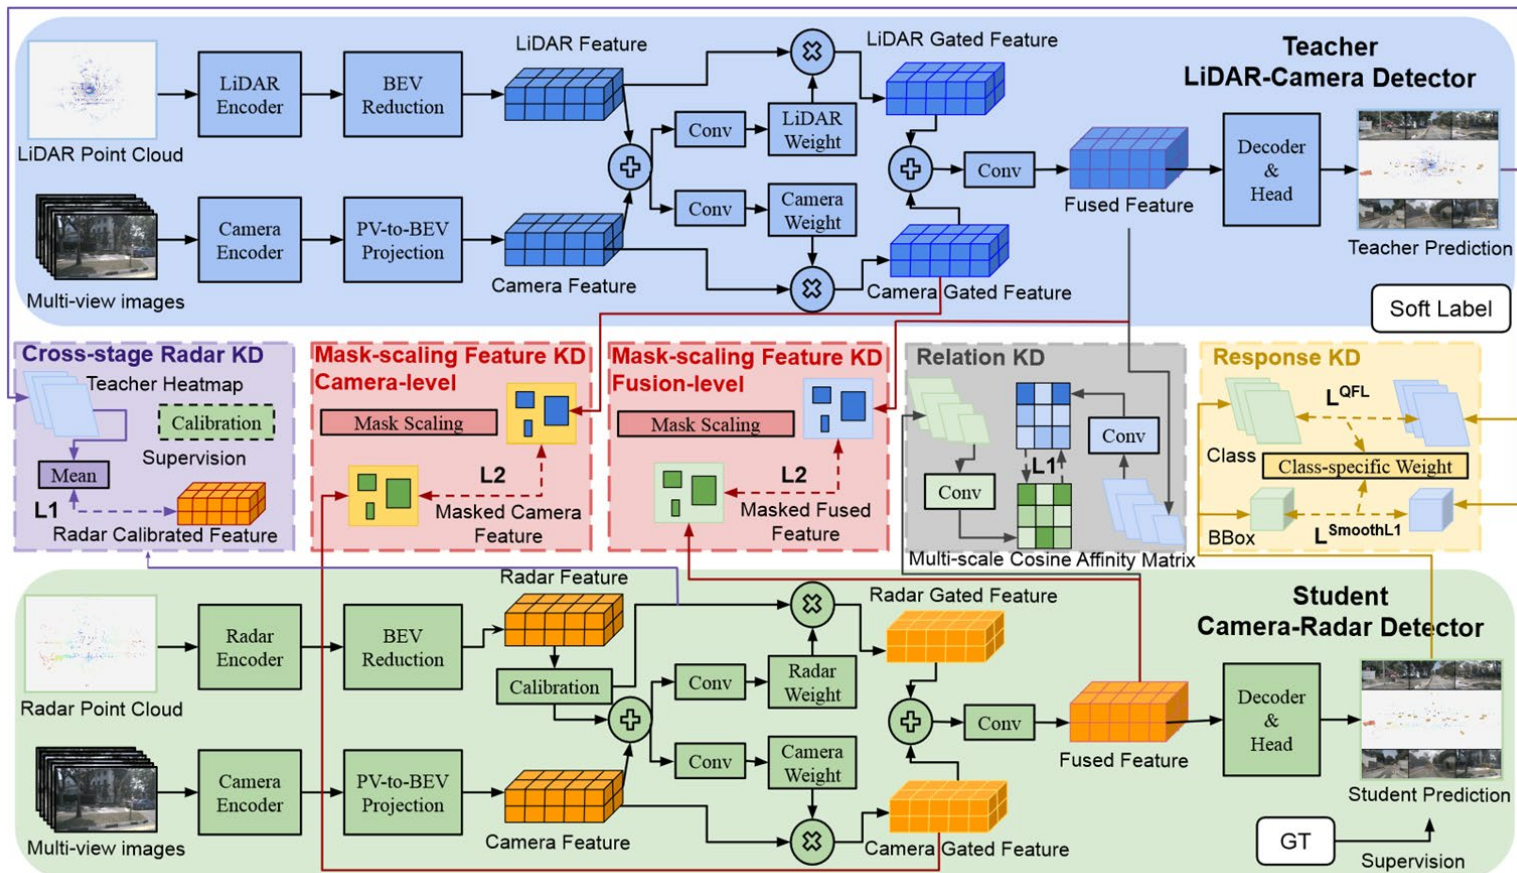 LiDAR Feature
LiDAR Gated Feature
Teacher
LiDAR-Camera Detector
LiDAR
Encoder
BEV
Reduction
Conv
LiDAR
Weight
LiDAR Point Cloud
Conv
Decoder
&
Head
Camera
Encoder
PV-to-BEV
Projection
Conv
Camera
Weight
Fused Feature
Teacher Prediction
Multi-view images
Camera Feature
Camera Gated Feature
Soft Label
Cross-stage Radar KD
Teacher Heatmap
Calibration
Supervision
Mean
L1
Radar Calibrated Feature
Mask-scaling Feature KD
Camera-level
Mask Scaling
L2
Masked Camera
Feature
Mask-scaling Feature KD
Fusion-level
Mask Scaling
L2
Masked Fused
Feature
Relation KD
Conv
L1
Conv
Multi-scale Cosine Affinity Matrix
Response KD
L^QFL
Class
Class-specific Weight
BBox
L^SmoothL1
Radar Feature
Radar Gated Feature
Student
Camera-Radar Detector
Radar
Encoder
BEV
Reduction
Calibration
Conv
Radar
Weight
Radar Point Cloud
Conv
Decoder
&
Head
Camera
Encoder
PV-to-BEV
Projection
Conv
Camera
Weight
Fused Feature
Student Prediction
Multi-view images
Camera Feature
Camera Gated Feature
GT
Supervision